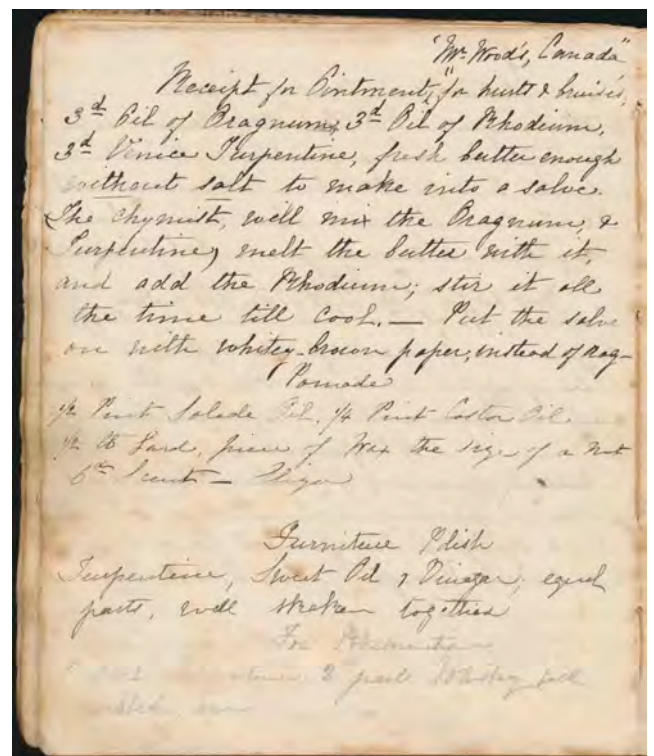 "Mr. Wood's, Canada"
Receipt for Ointment, "for hurts & bruises,
3d Oil of Oragnum, 3d Oil of Rhodium,
3d Venice Turpentine, fresh butter enough
without salt to make into a salve.
The chymist, will mix the Oragnum, &
Turpentine, melt the butter with it,
and add the Rhodium; stir it all
the time till cool. — Put the salve
on with whitey-brown paper, instead of rag—
Pomade
1/2 Pint Salade Oil, 1/4 Pint Castor Oil
1/2 lb Lard, piece of Wax the size of a Nut
6d Scent — Eliza
Furniture Polish
Turpentine, Sweet Oil & Vinegar; equal
parts, well shaken together
For
2 parts Whiskey